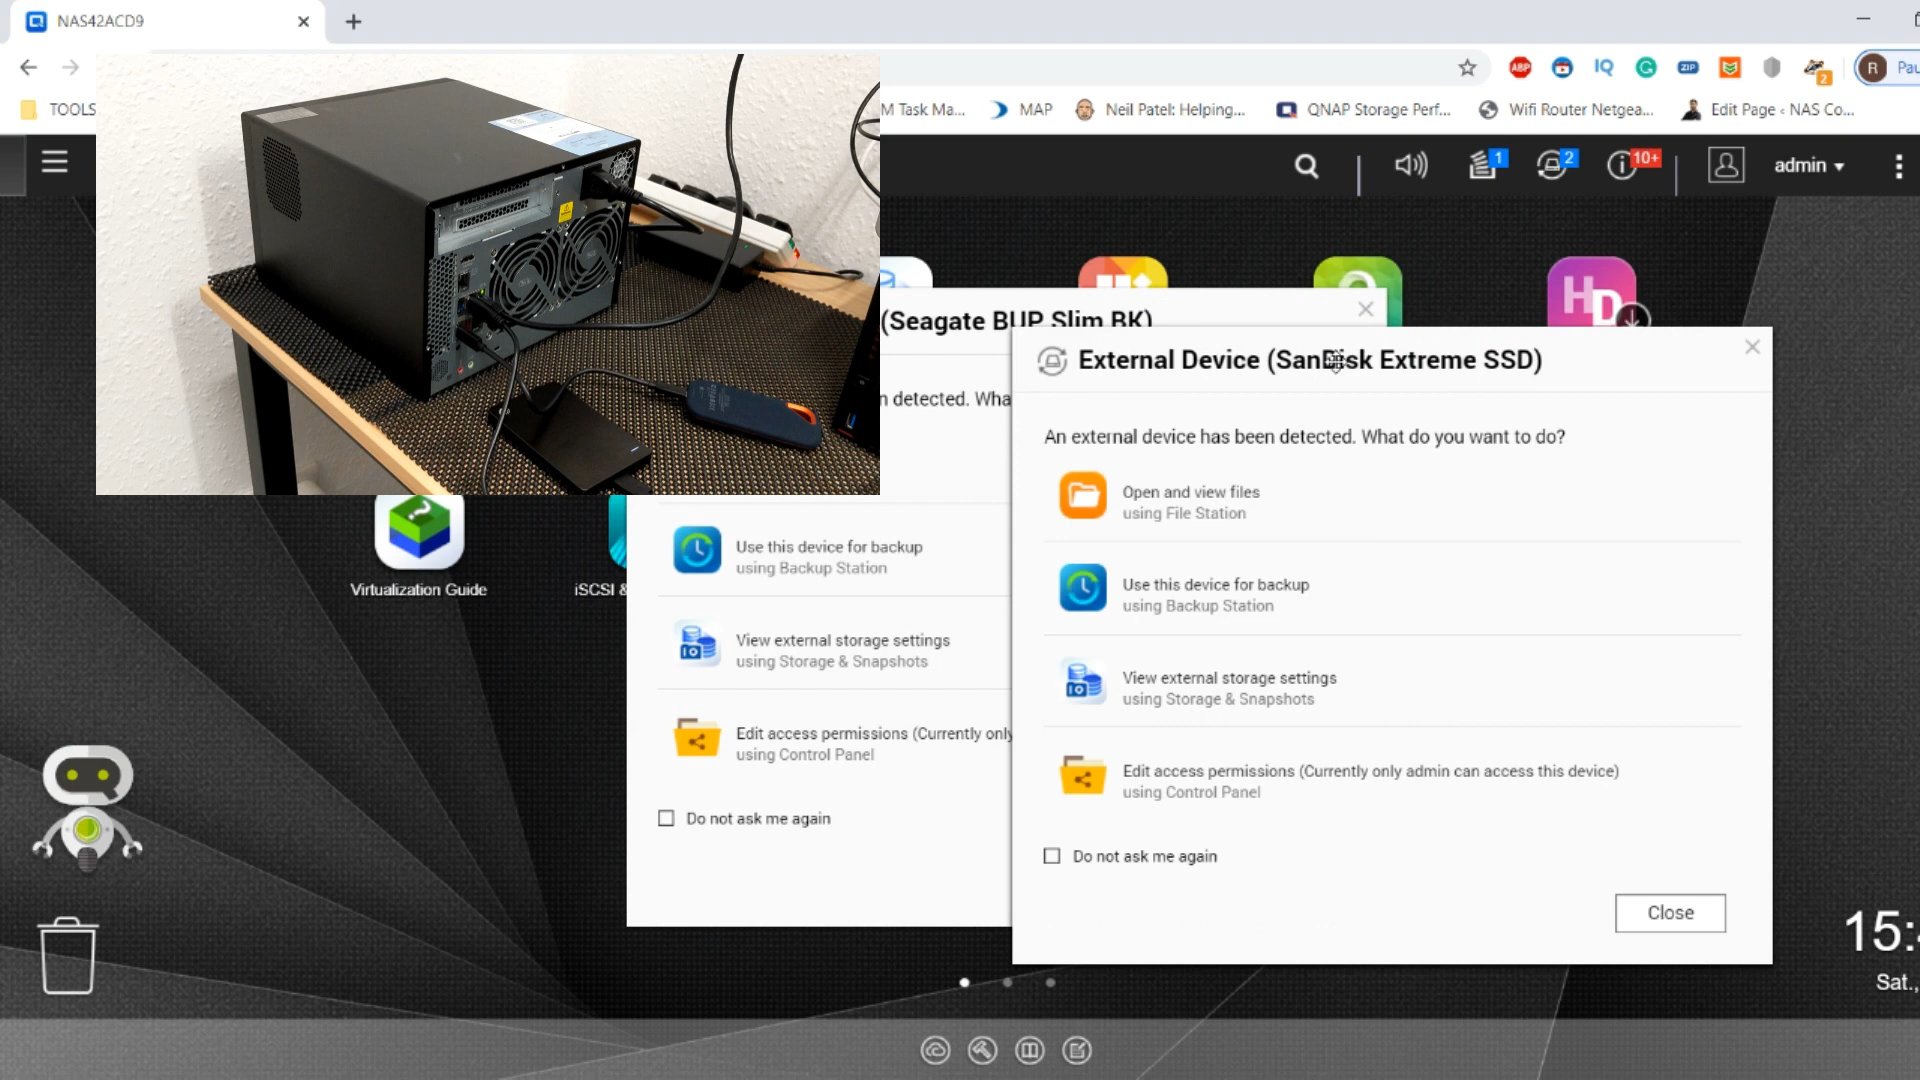 NAS42ACD9
ABP
IQ
ZIP
2
R
Pau
TOOLS
M Task Ma...
MAP
Neil Patel: Helping...
QNAP Storage Perf...
Wifi Router Netgea...
Edit Page ‹ NAS Co...
1
2
10+
admin
HD
(Seagate BUP Slim BK)
External Device (SanDisk Extreme SSD)
n detected. Wha
An external device has been detected. What do you want to do?
Open and view files
using File Station
Use this device for backup
using Backup Station
Use this device for backup
using Backup Station
View external storage settings
using Storage & Snapshots
View external storage settings
using Storage & Snapshots
Edit access permissions (Currently only
using Control Panel
Edit access permissions (Currently only admin can access this device)
using Control Panel
Do not ask me again
Do not ask me again
Close
Virtualization Guide
iSCSI &
15:
Sat.,